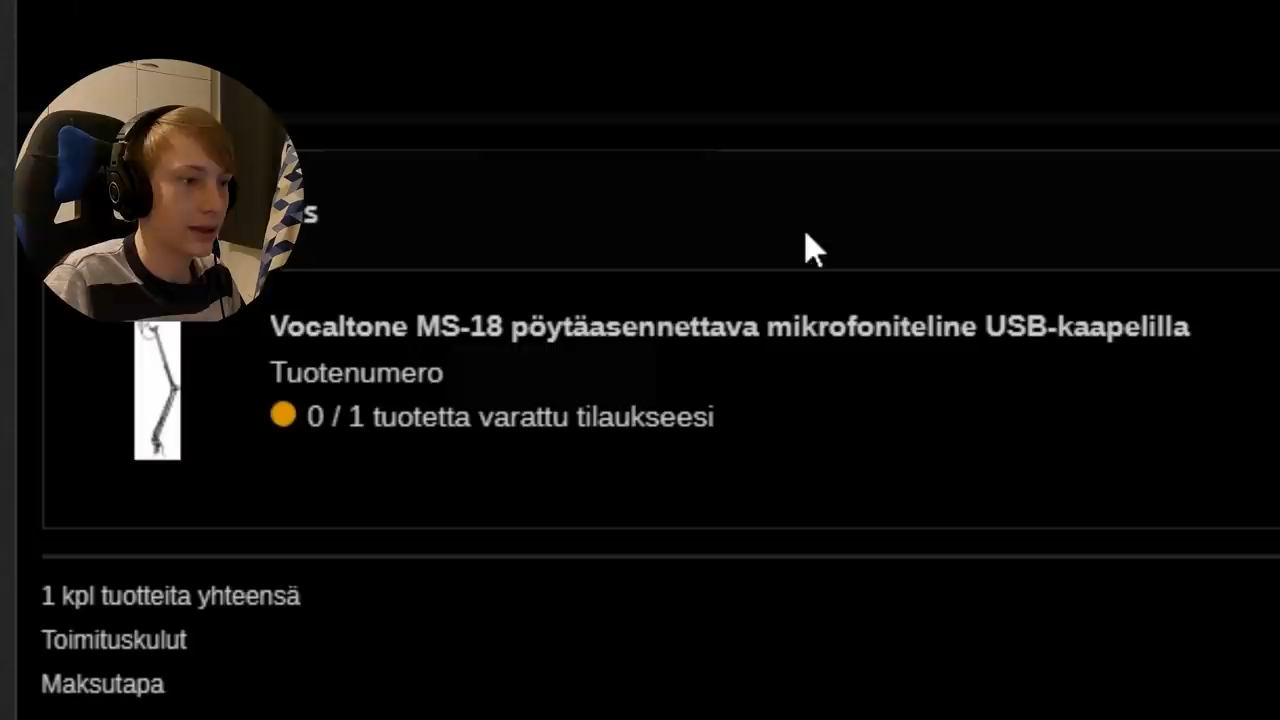 s
Vocaltone MS-18 pöytäasennettava mikrofoniteline USB-kaapelilla
Tuotenumero
0 / 1 tuotetta varattu tilaukseesi
1 kpl tuotteita yhteensä
Toimituskulut
Maksutapa